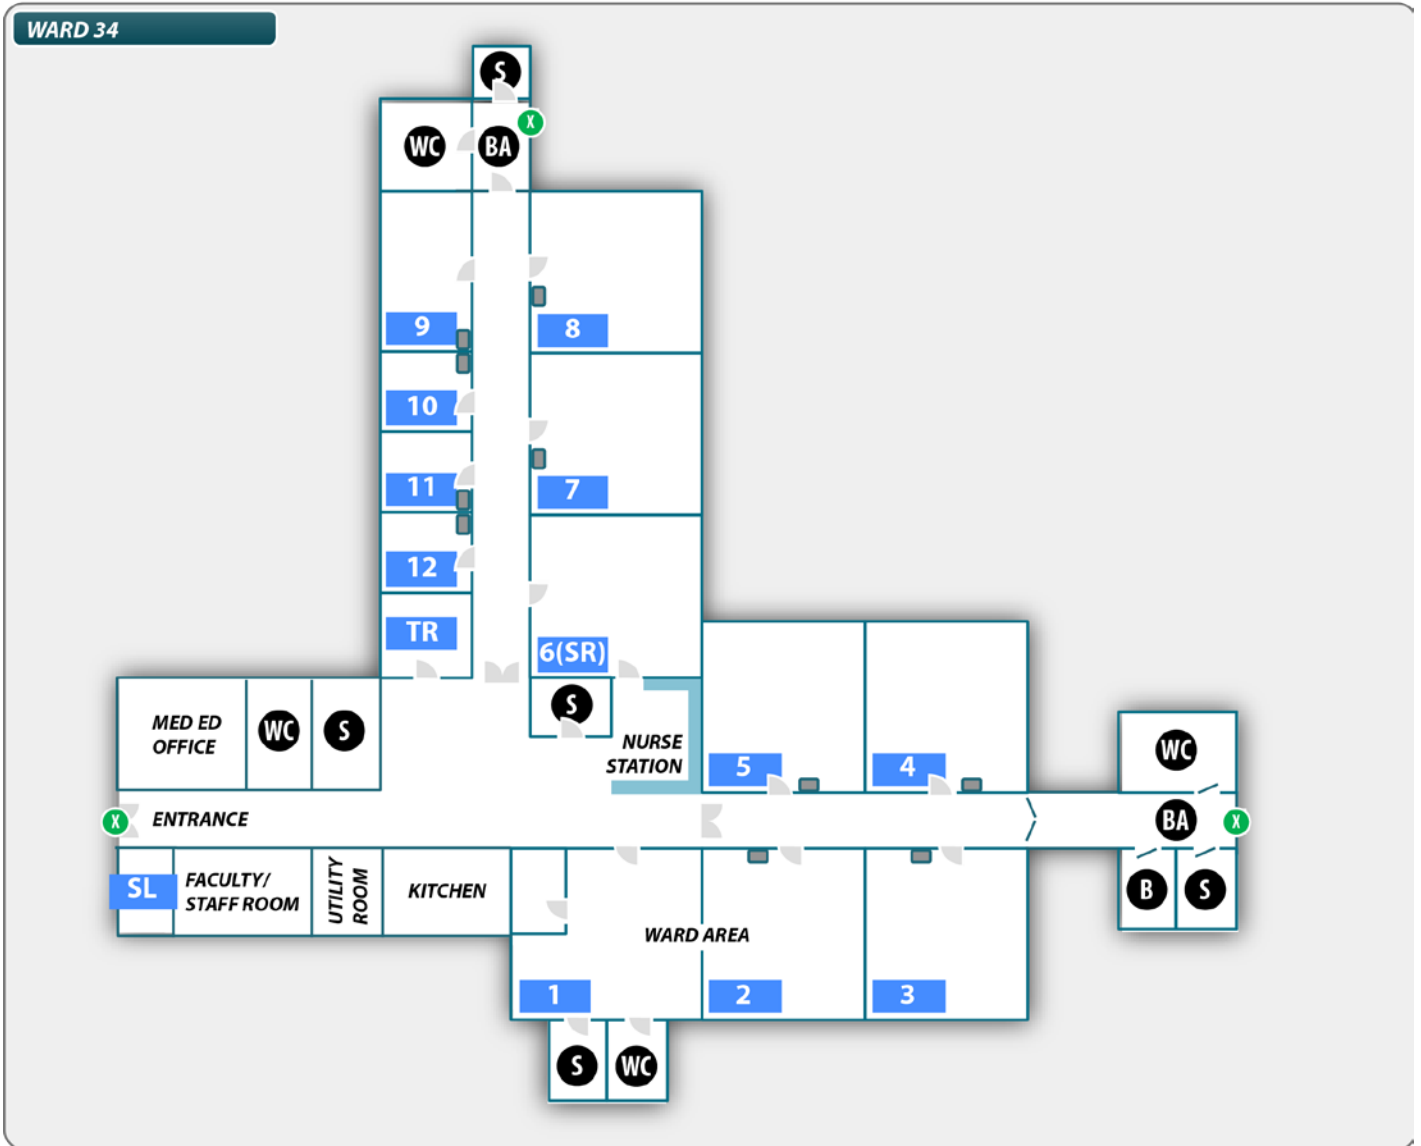 WARD 34
S
X
WC
BA
9
8
10
11
7
12
TR
6(SR)
S
MED ED
OFFICE
WC
S
NURSE
STATION
5
4
WC
X
ENTRANCE
BA
X
SL
FACULTY/
STAFF ROOM
UTILITY
ROOM
KITCHEN
B
S
WARD AREA
1
2
3
S
WC